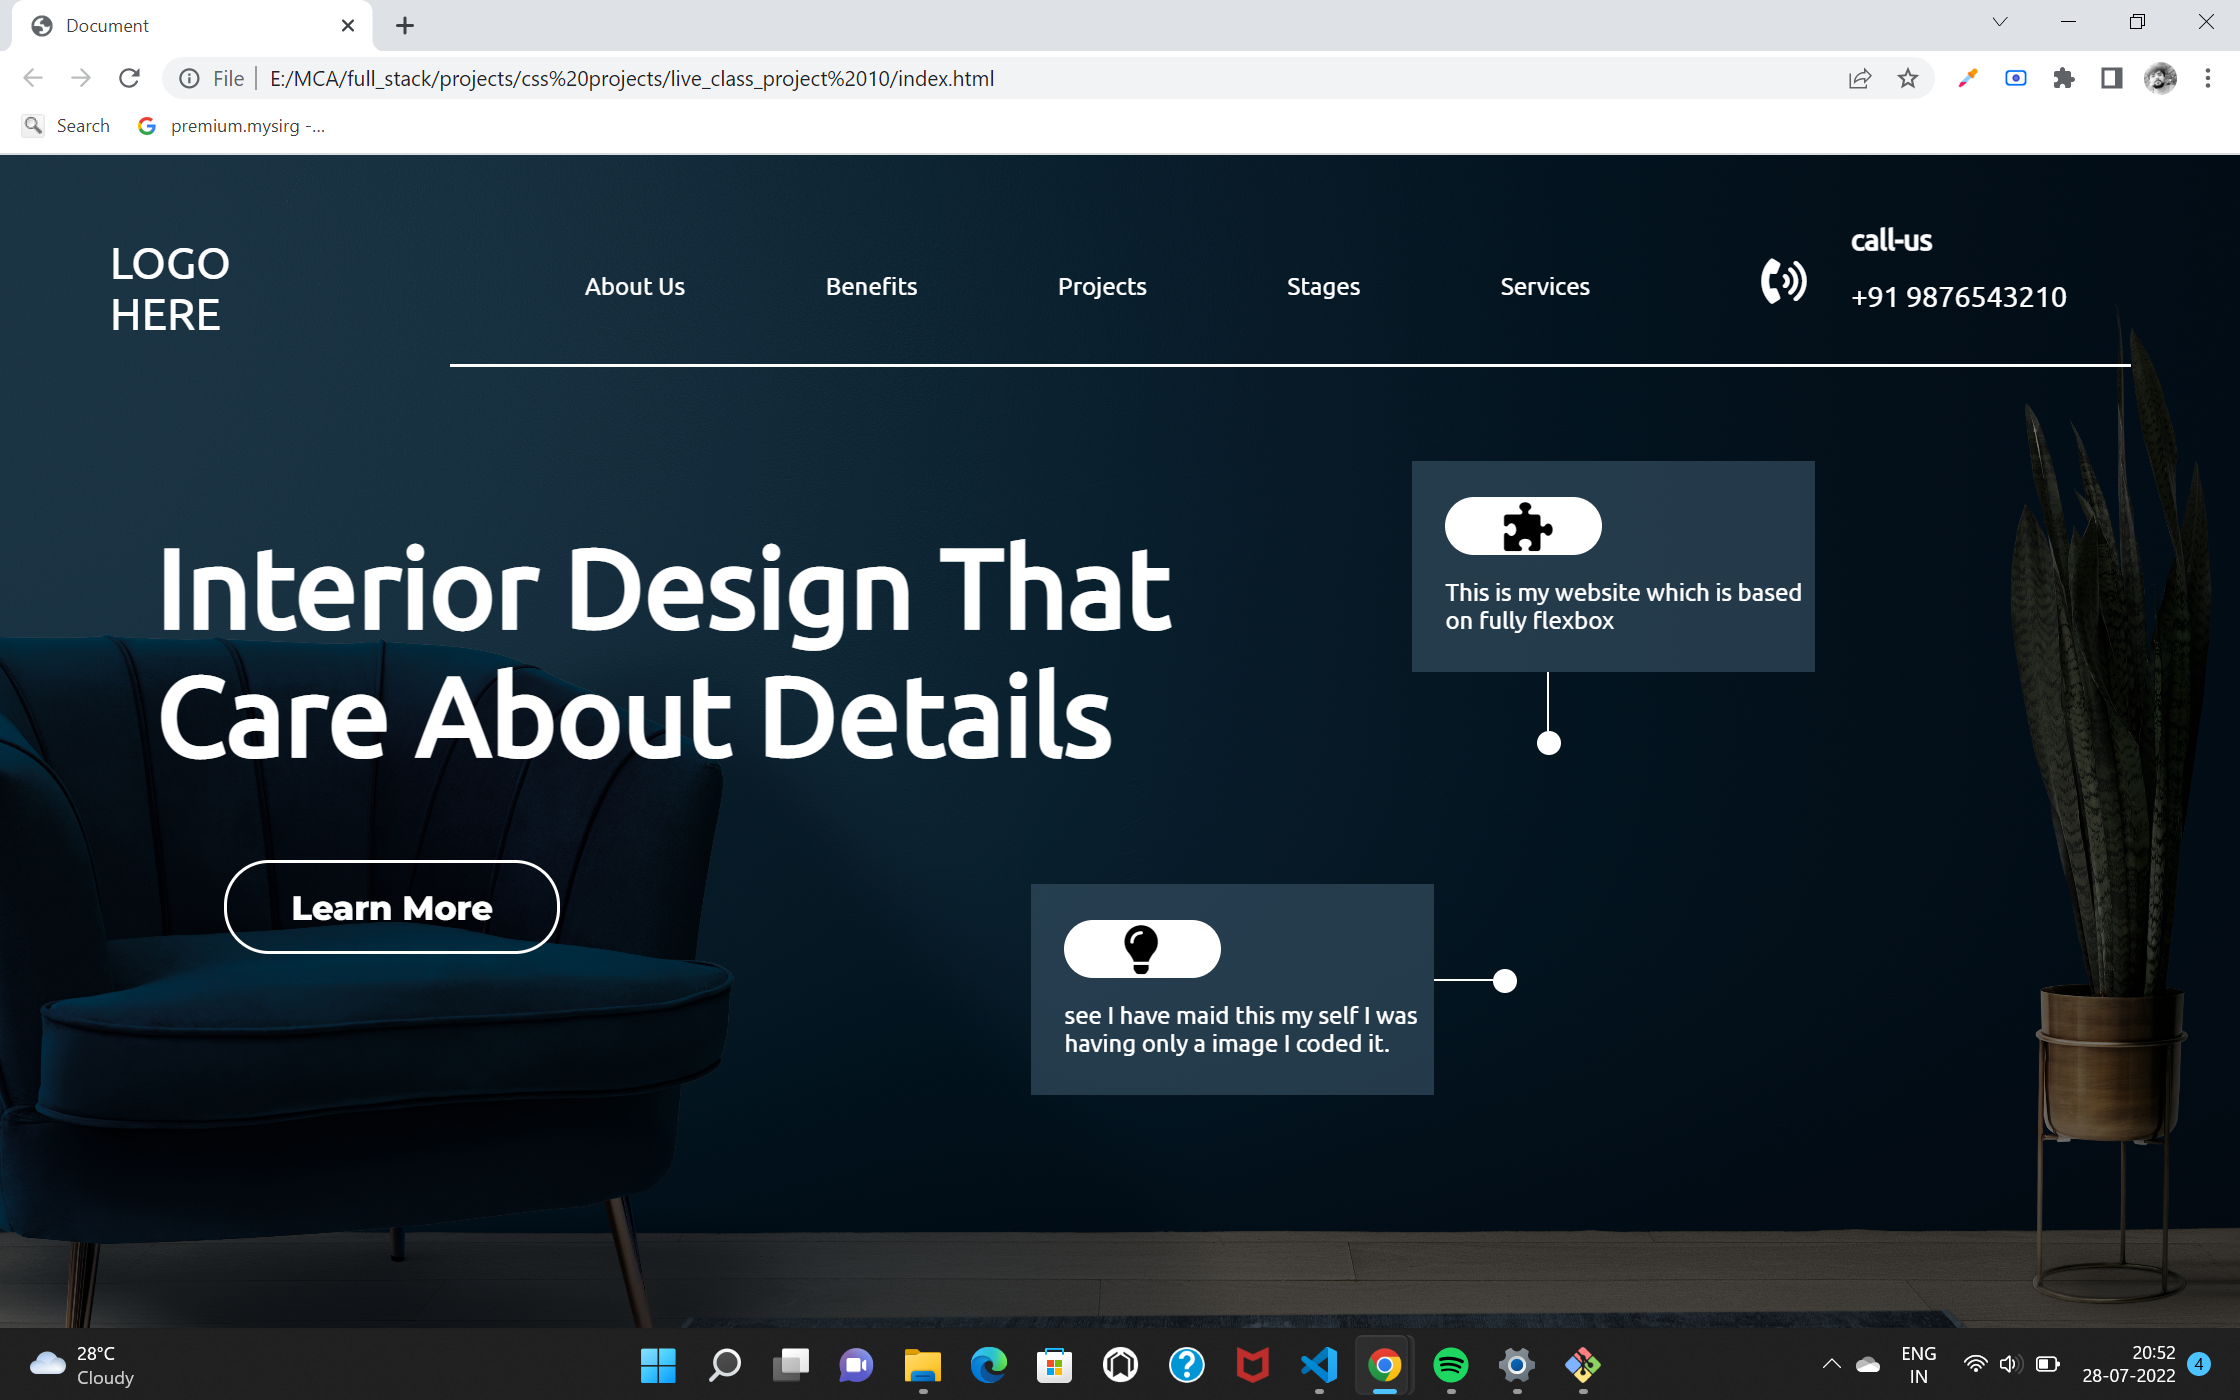 Document
File
E:/MCA/full_stack/projects/css%20projects/live_class_project%2010/index.html
Search
premium.mysirg -...
LOGO
HERE
About Us
Benefits
Projects
Stages
Services
call-us
+91 9876543210
Interior Design That
Care About Details
Learn More
This is my website which is based
on fully flexbox
see I have maid this my self I was
having only a image I coded it.
28°C
Cloudy
ENG
IN
20:52
28-07-2022
4